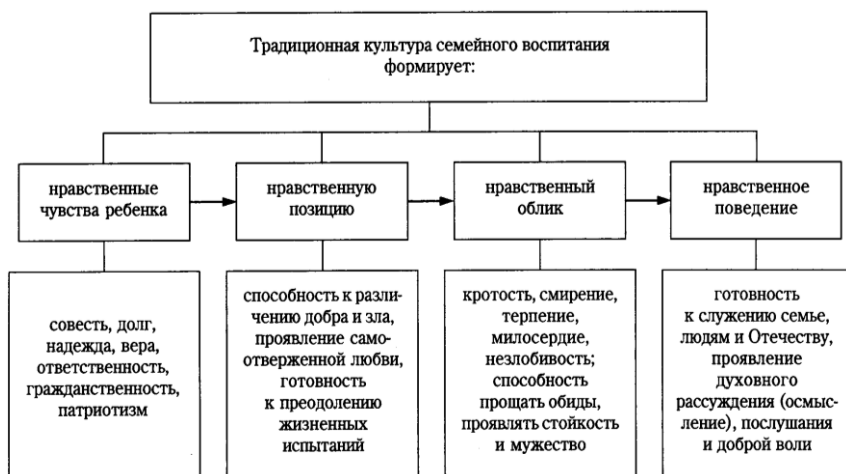 Традиционная культура семейного воспитания
формирует:
нравственные
чувства ребенка
нравственную
позицию
нравственный
облик
нравственное
поведение
совесть, долг,
надежда, вера,
ответственность,
гражданственность,
патриотизм
способность к разли-
чению добра и зла,
проявление само-
отверженной любви,
готовность
к преодолению
жизненных
испытаний
кротость, смирение,
терпение,
милосердие,
незлобивость;
способность
прощать обиды,
проявлять стойкость
и мужество
готовность
к служению семье,
людям и Отечеству,
проявление
духовного
рассуждения (осмыс-
ление), послушания
и доброй воли